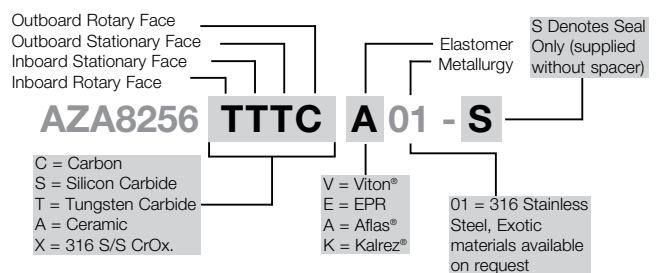 Outboard Rotary Face
Outboard Stationary Face
Inboard Stationary Face
Inboard Rotary Face
Elastomer
Metallurgy
S Denotes Seal
Only (supplied
without spacer)
AZA8256 TTTC A 01 - S
C = Carbon
S = Silicon Carbide
T = Tungsten Carbide
A = Ceramic
X = 316 S/S CrOx.
V = Viton®
E = EPR
A = Aflas®
K = Kalrez®
01 = 316 Stainless
Steel, Exotic
materials available
on request